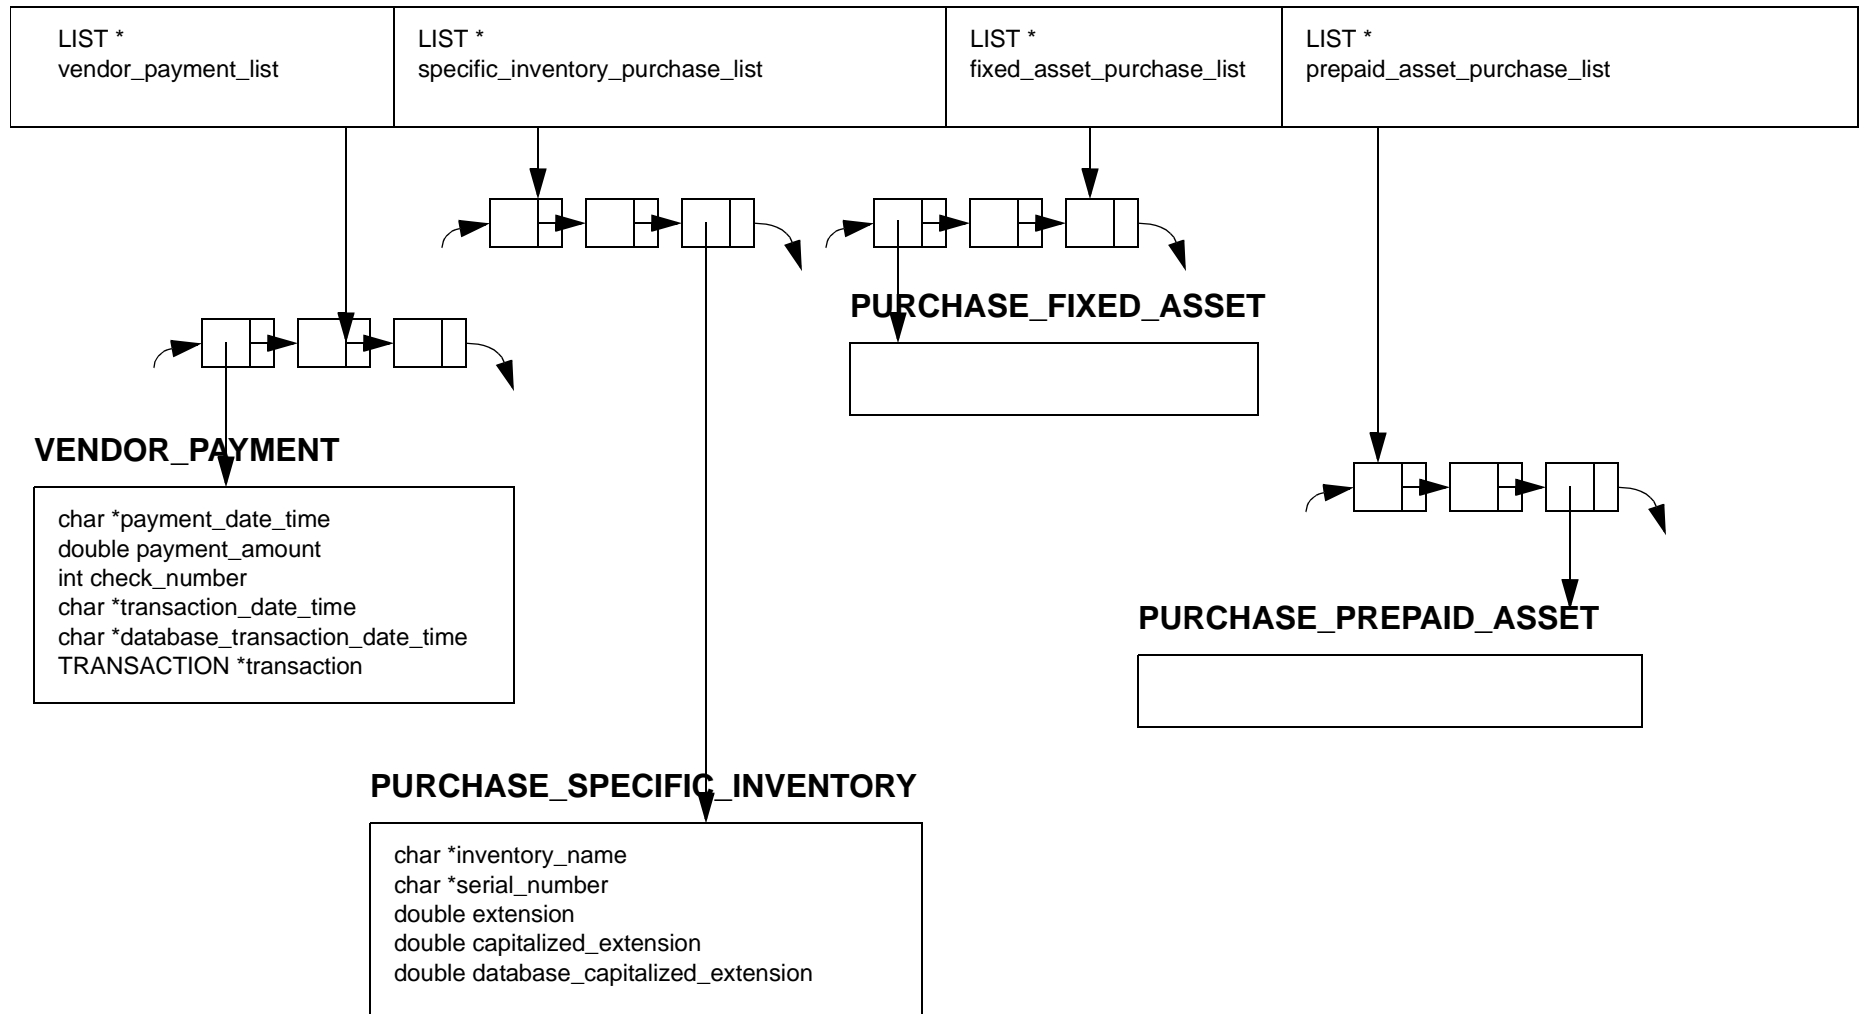 LIST *
vendor_payment_list
LIST *
specific_inventory_purchase_list
LIST *
fixed_asset_purchase_list
LIST *
prepaid_asset_purchase_list
PURCHASE_FIXED_ASSET
VENDOR_PAYMENT
char *payment_date_time
double payment_amount
int check_number
char *transaction_date_time
char *database_transaction_date_time
TRANSACTION *transaction
PURCHASE_PREPAID_ASSET
PURCHASE_SPECIFIC_INVENTORY
char *inventory_name
char *serial_number
double extension
double capitalized_extension
double database_capitalized_extension